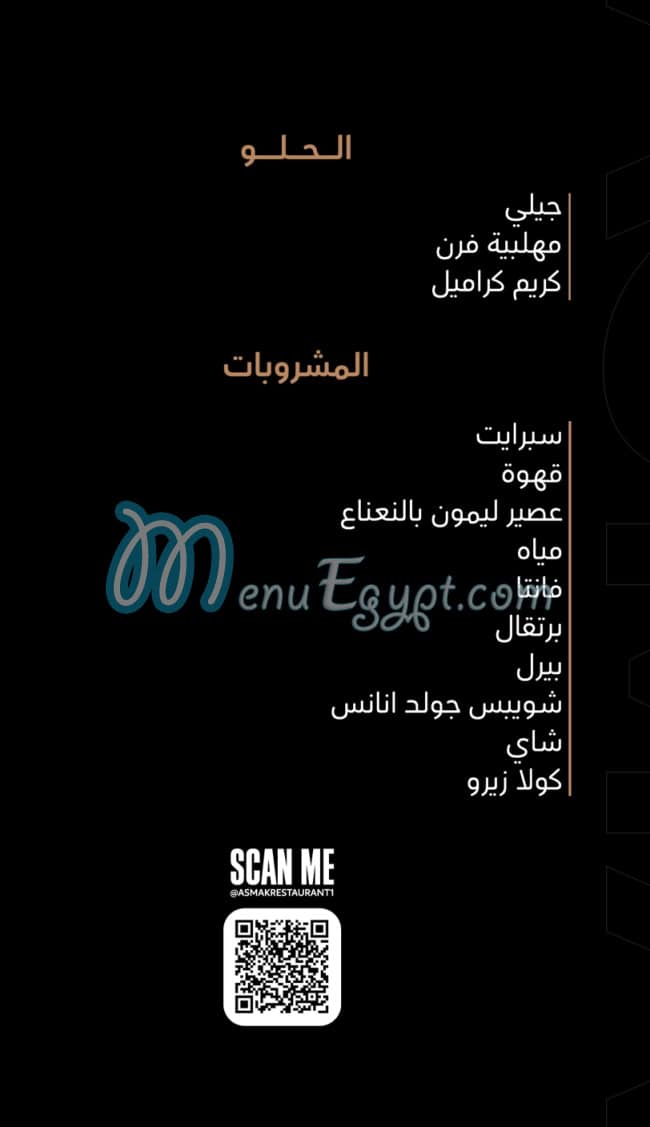 الحلو
جيلي
مهلبية فرن
كريم كراميل
المشروبات
سبرايت
قهوة
عصير ليمون بالنعناع
مياه
فانتا
MenuEgypt.com
برتقال
بيرل
شويبس جولد انانس
شاي
كولا زيرو
SCAN ME
@ASMAKRESTAURANT1